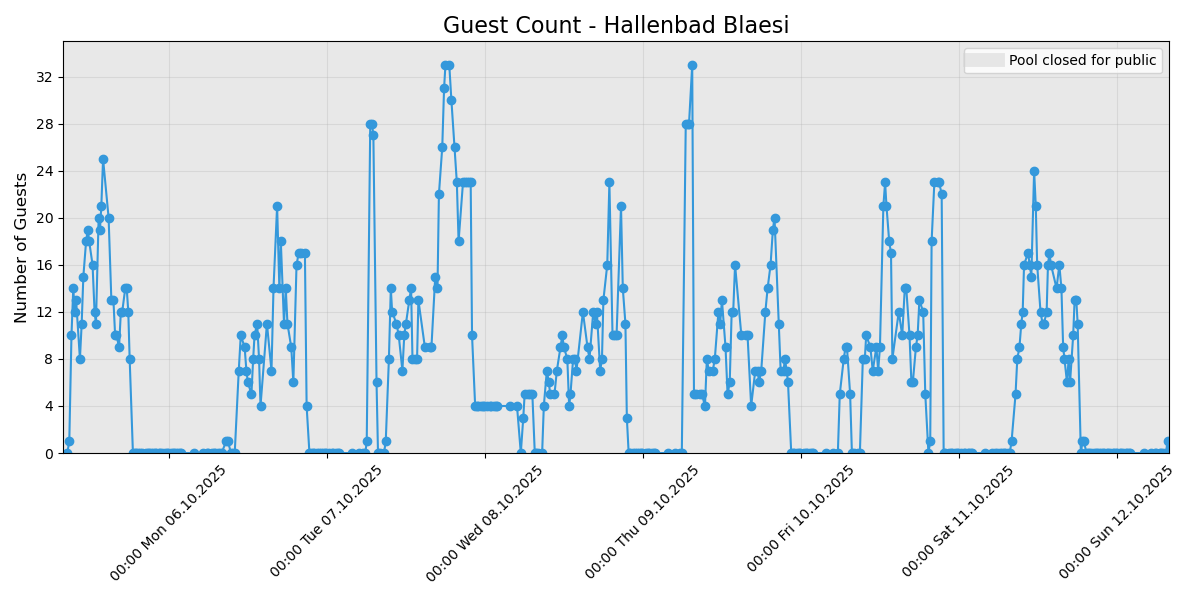 Guest Count - Hallenbad Blaesi
Pool closed for public
Number of Guests
32
28
24
20
16
12
8
4
0
00:00 Mon 06.10.2025
00:00 Tue 07.10.2025
00:00 Wed 08.10.2025
00:00 Thu 09.10.2025
00:00 Fri 10.10.2025
00:00 Sat 11.10.2025
00:00 Sun 12.10.2025